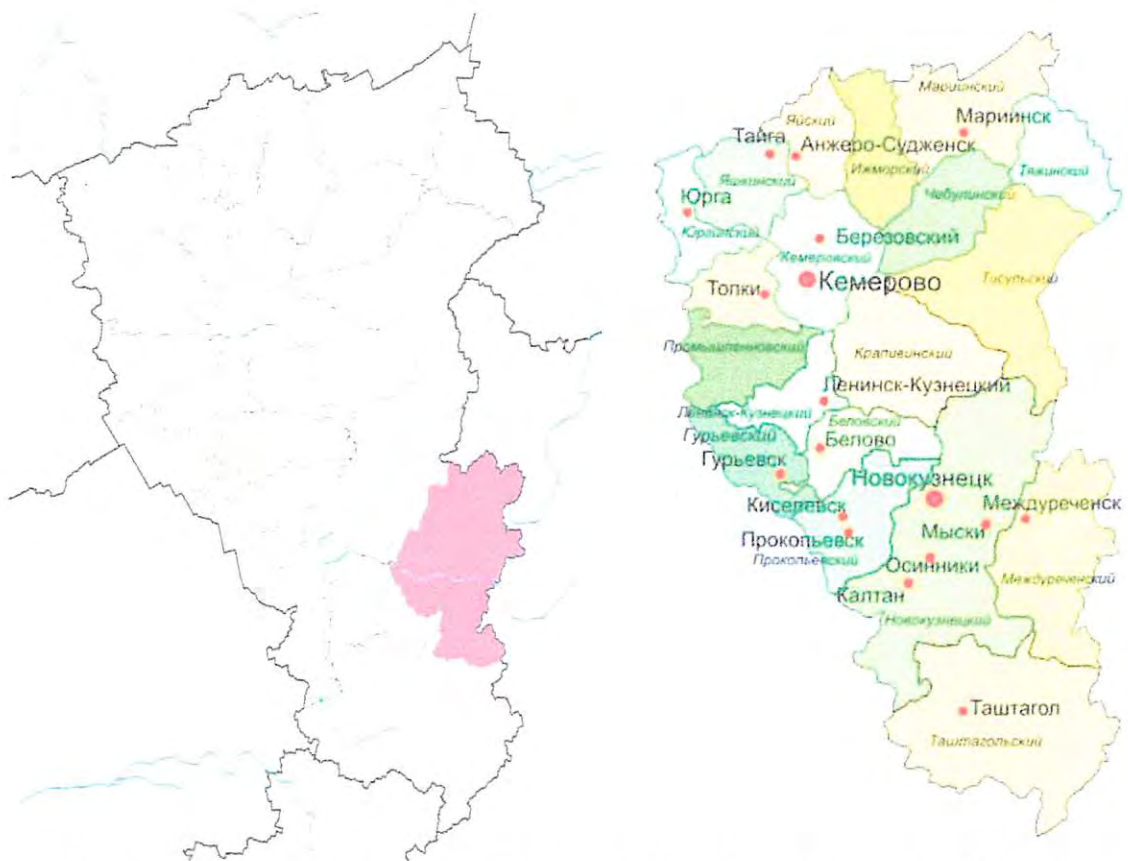 Мариинский
Мариинск
Яйский
Тайга
Анжеро-Судженск
Ижморский
Тяжинский
Яшкинский
Чебулинский
Юрга
Юргинский
Березовский
Кемеровский
Кемерово
Тисульский
Топки
Промышленновский
Крапивинский
Ленинск-Кузнецкий
Ленинск-Кузнецкий
Беловский
Гурьевский
Белово
Гурьевск
Новокузнецк
Киселевск
Междуреченск
Мыски
Прокопьевск
Прокопьевский
Осинники
Междуреченский
Калтан
Новокузнецкий
Таштагол
Таштагольский